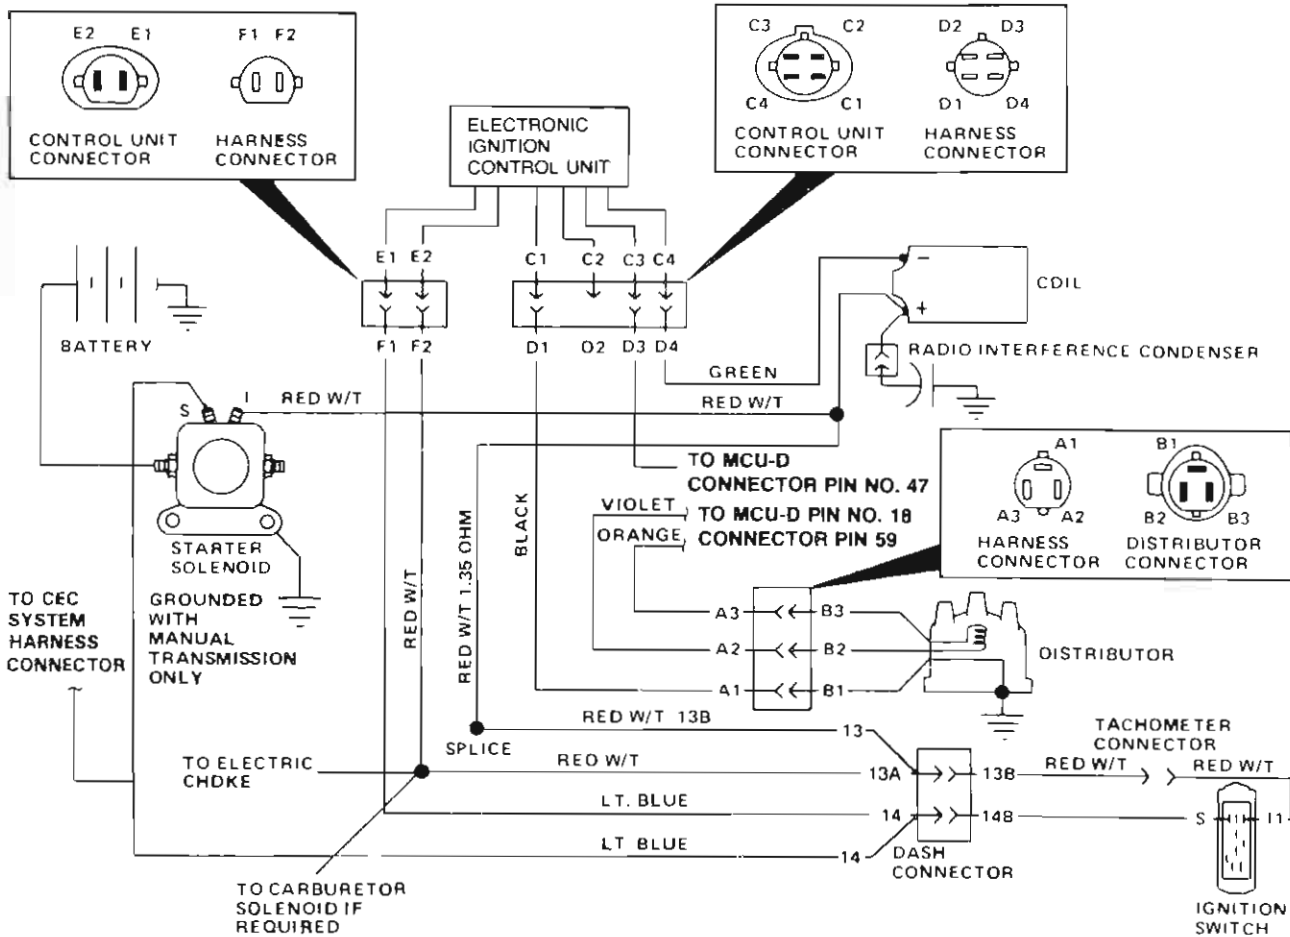 E2 E1 F1 F2
CONTROL UNIT
CONNECTOR
HARNESS
CONNECTOR
ELECTRONIC
IGNITION
CONTROL UNIT
C3 C2 D2 D3
C4 C1 D1 D4
CONTROL UNIT
CONNECTOR
HARNESS
CONNECTOR
E1 E2 C1 C2 C3 C4
F1 F2 D1 O2 D3 D4
BATTERY
-
+
CDIL
RADIO INTERFERENCE CONDENSER
GREEN
S I RED W/T
RED W/T
STARTER
SOLENOID
GROUNDED
WITH
MANUAL
TRANSMISSION
ONLY
TO CEC
SYSTEM
HARNESS
CONNECTOR
RED W/T
RED W/T 1.35 OHM
BLACK
TO MCU-D
CONNECTOR PIN NO. 47
VIOLET
TO MCU-D PIN NO. 18
ORANGE
CONNECTOR PIN 59
A1 B1
A3 A2 B2 B3
HARNESS
CONNECTOR
DISTRIBUTOR
CONNECTOR
A3 B3
A2 B2
A1 B1
DISTRIBUTOR
RED W/T 13B
13
SPLICE
TO ELECTRIC
CHDKE
REO W/T
13A 13B
RED W/T
TACHOMETER
CONNECTOR
RED W/T
LT. BLUE
14 14B
S I1
LT BLUE
14
DASH
CONNECTOR
TO CARBURETOR
SOLENOID IF
REQUIRED
IGNITION
SWITCH